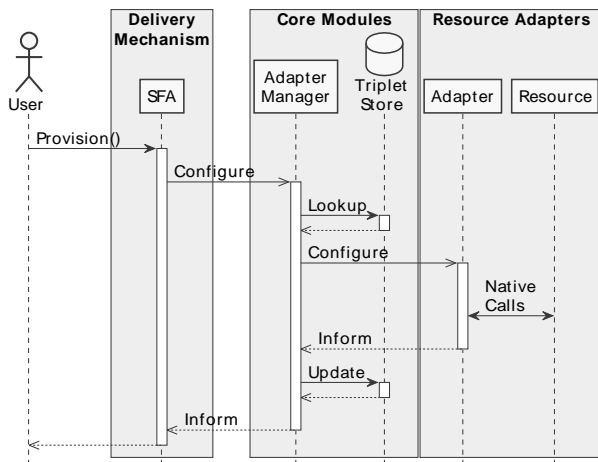 Delivery
Mechanism
Core Modules
Resource Adapters
User
SFA
Adapter
Manager
Triplet
Store
Adapter
Resource
Provision()
Configure
Lookup
Configure
Native
Calls
Inform
Update
Inform